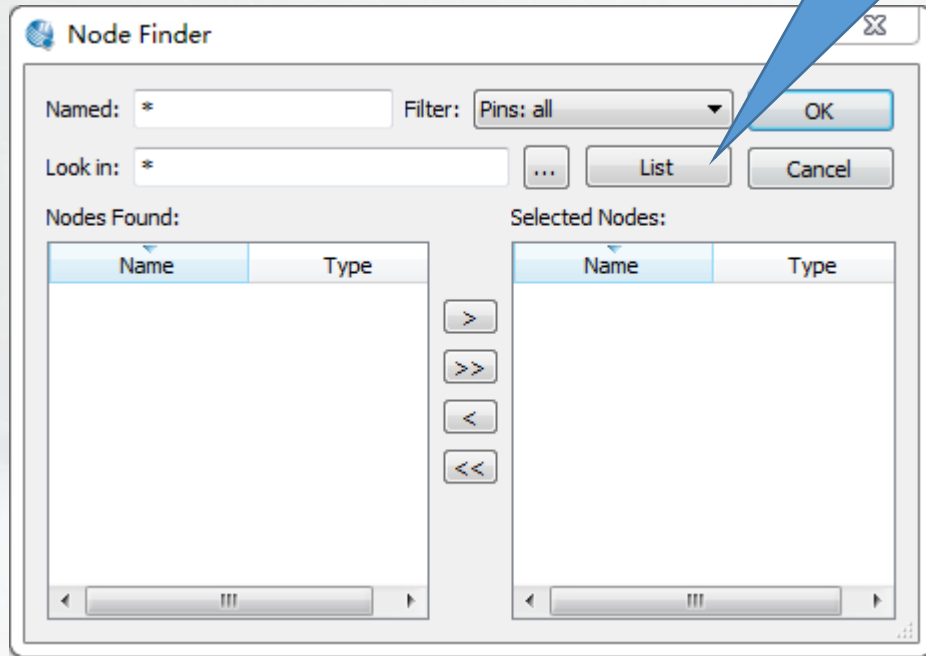 Node Finder
Named: * Filter: Pins: all OK
Look in: * ... List Cancel
Nodes Found: Selected Nodes:
Name Type Name Type
>
>>
<
<<